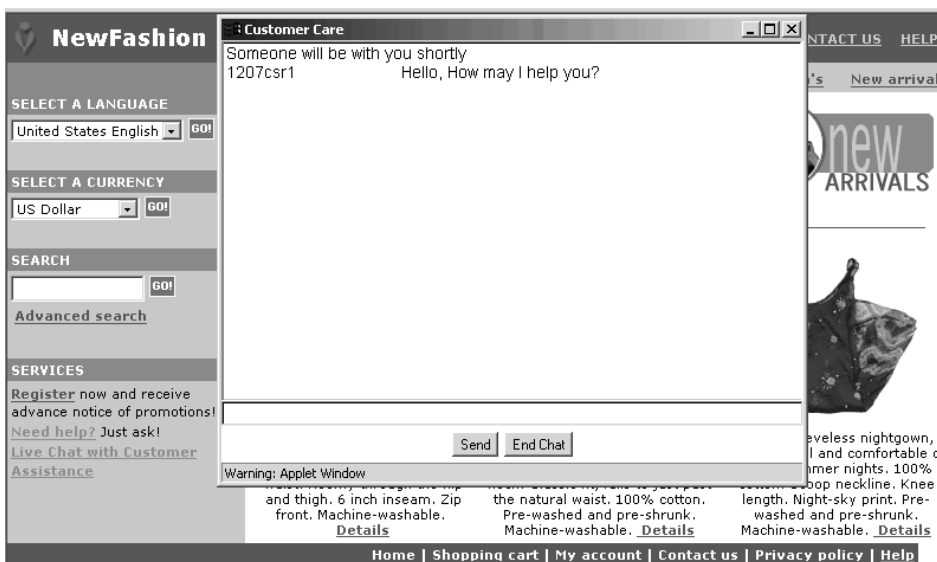 NewFashion
Customer Care
NTACT US HELP
Someone will be with you shortly
1207csr1 Hello, How may I help you?
's New arrival
SELECT A LANGUAGE
United States English GO!
SELECT A CURRENCY
US Dollar GO!
SEARCH
GO!
Advanced search
SERVICES
Register now and receive
advance notice of promotions!
Need help? Just ask!
Live Chat with Customer
Assistance
new
ARRIVALS
Send End Chat
Warning: Applet Window
eveless nightgown,
l and comfortable
mer nights. 100%
oop neckline. Knee
and thigh. 6 inch inseam. Zip
front. Machine-washable.
Details
the natural waist. 100% cotton.
Pre-washed and pre-shrunk.
Machine-washable. Details
length. Night-sky print. Pre-
washed and pre-shrunk.
Machine-washable. Details
Home | Shopping cart | My account | Contact us | Privacy policy | Help